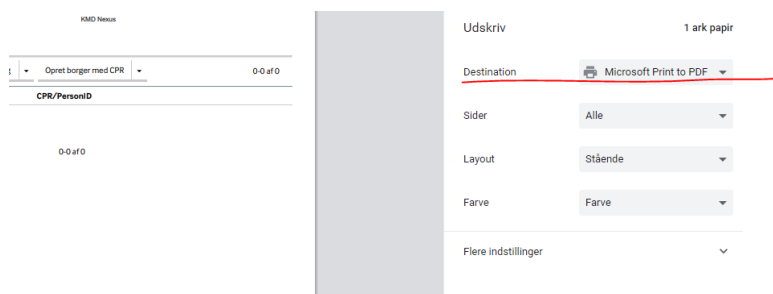 KMD Nexus
Opret borger med CPR
0-0 af 0
CPR/PersonID
0-0 af 0
Udskriv
1 ark papir
Destination
Microsoft Print to PDF
Sider
Alle
Layout
Stående
Farve
Farve
Flere indstillinger